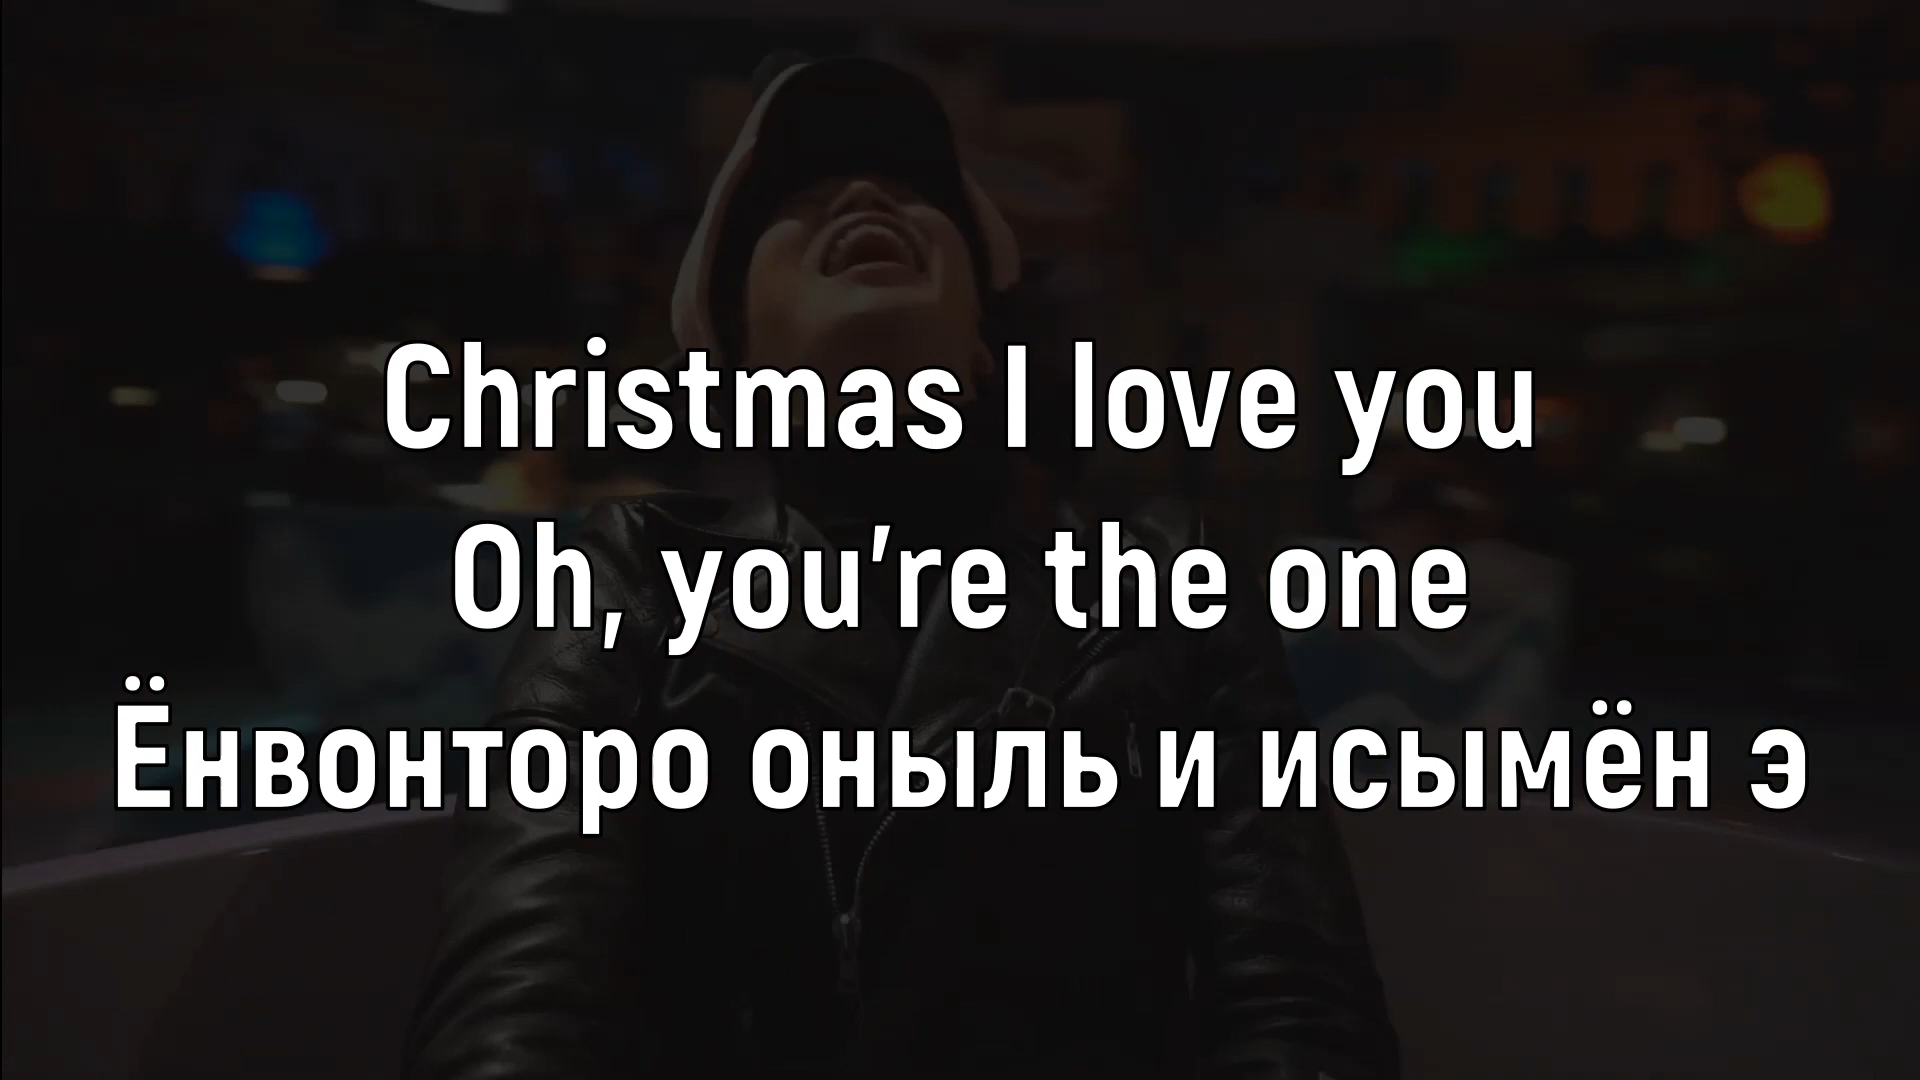 Christmas I love you
Oh, you're the one
Ёнвонторо оныль и исымён э